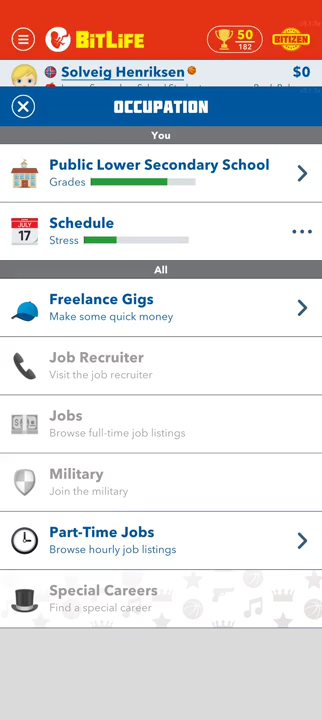 BitLife
50
182
BITIZEN
Solveig Henriksen
$0
OCCUPATION
You
Public Lower Secondary School
Grades
JULY
17
Schedule
Stress
All
Freelance Gigs
Make some quick money
Job Recruiter
Visit the job recruiter
Jobs
Browse full-time job listings
Military
Join the military
Part-Time Jobs
Browse hourly job listings
Special Careers
Find a special career